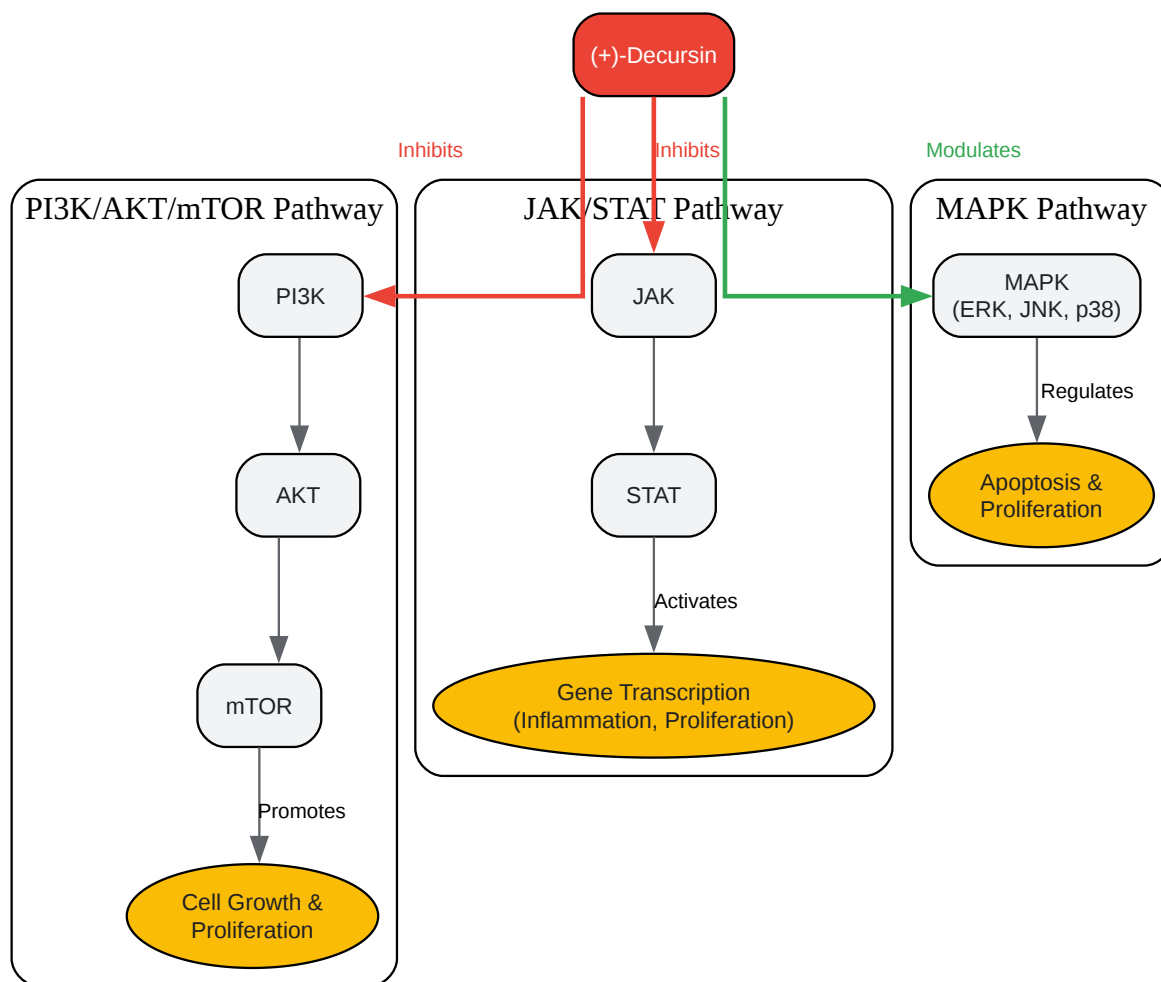 (+)-Decursin
Inhibits
Inhibits
Modulates
PI3K/AKT/mTOR Pathway
JAK/STAT Pathway
MAPK Pathway
PI3K
JAK
MAPK
(ERK, JNK, p38)
Regulates
AKT
STAT
Apoptosis &
Proliferation
Activates
mTOR
Gene Transcription
(Inflammation, Proliferation)
Promotes
Cell Growth &
Proliferation